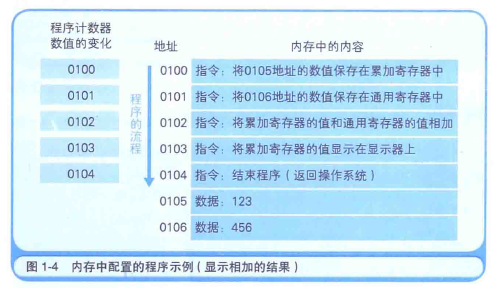 程序计数器
数值的变化
地址 内存中的内容
0100 0100 指令：将0105地址的数值保存在累加寄存器中
0101 0101 指令：将0106地址的数值保存在通用寄存器中
0102 0102 指令：将累加寄存器的值和通用寄存器的值相加
0103 0103 指令：将累加寄存器的值显示在显示器上
0104 0104 指令：结束程序（返回操作系统）
0105 数据：123
0106 数据：456
程序的流程
图 1-4 内存中配置的程序示例（显示相加的结果）